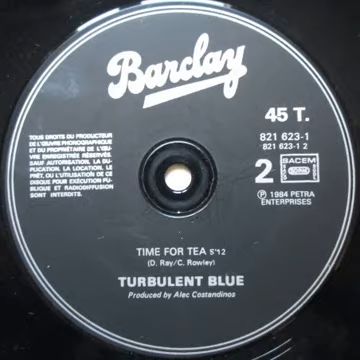 Barclay
45 T.
821 623-1
821 623-1 2
2
SACEM
℗ 1984 PETRA
ENTERPRISES
TOUS DROITS DU PRODUCTEUR
DE L'ŒUVRE PHONOGRAPHIQUE
ET DU PROPRIÉTAIRE DE L'ŒU-
VRE ENREGISTRÉE RÉSERVÉS.
SAUF AUTORISATION, LA DU-
PLICATION, LA LOCATION, LE
PRÊT, OU L'UTILISATION DE CE
DISQUE POUR EXÉCUTION PU-
BLIQUE ET RADIODIFFUSION
SONT INTERDITS.
TIME FOR TEA 5'12
(D. Ray/C. Rowley)
TURBULENT BLUE
Produced by Alec Costandinos